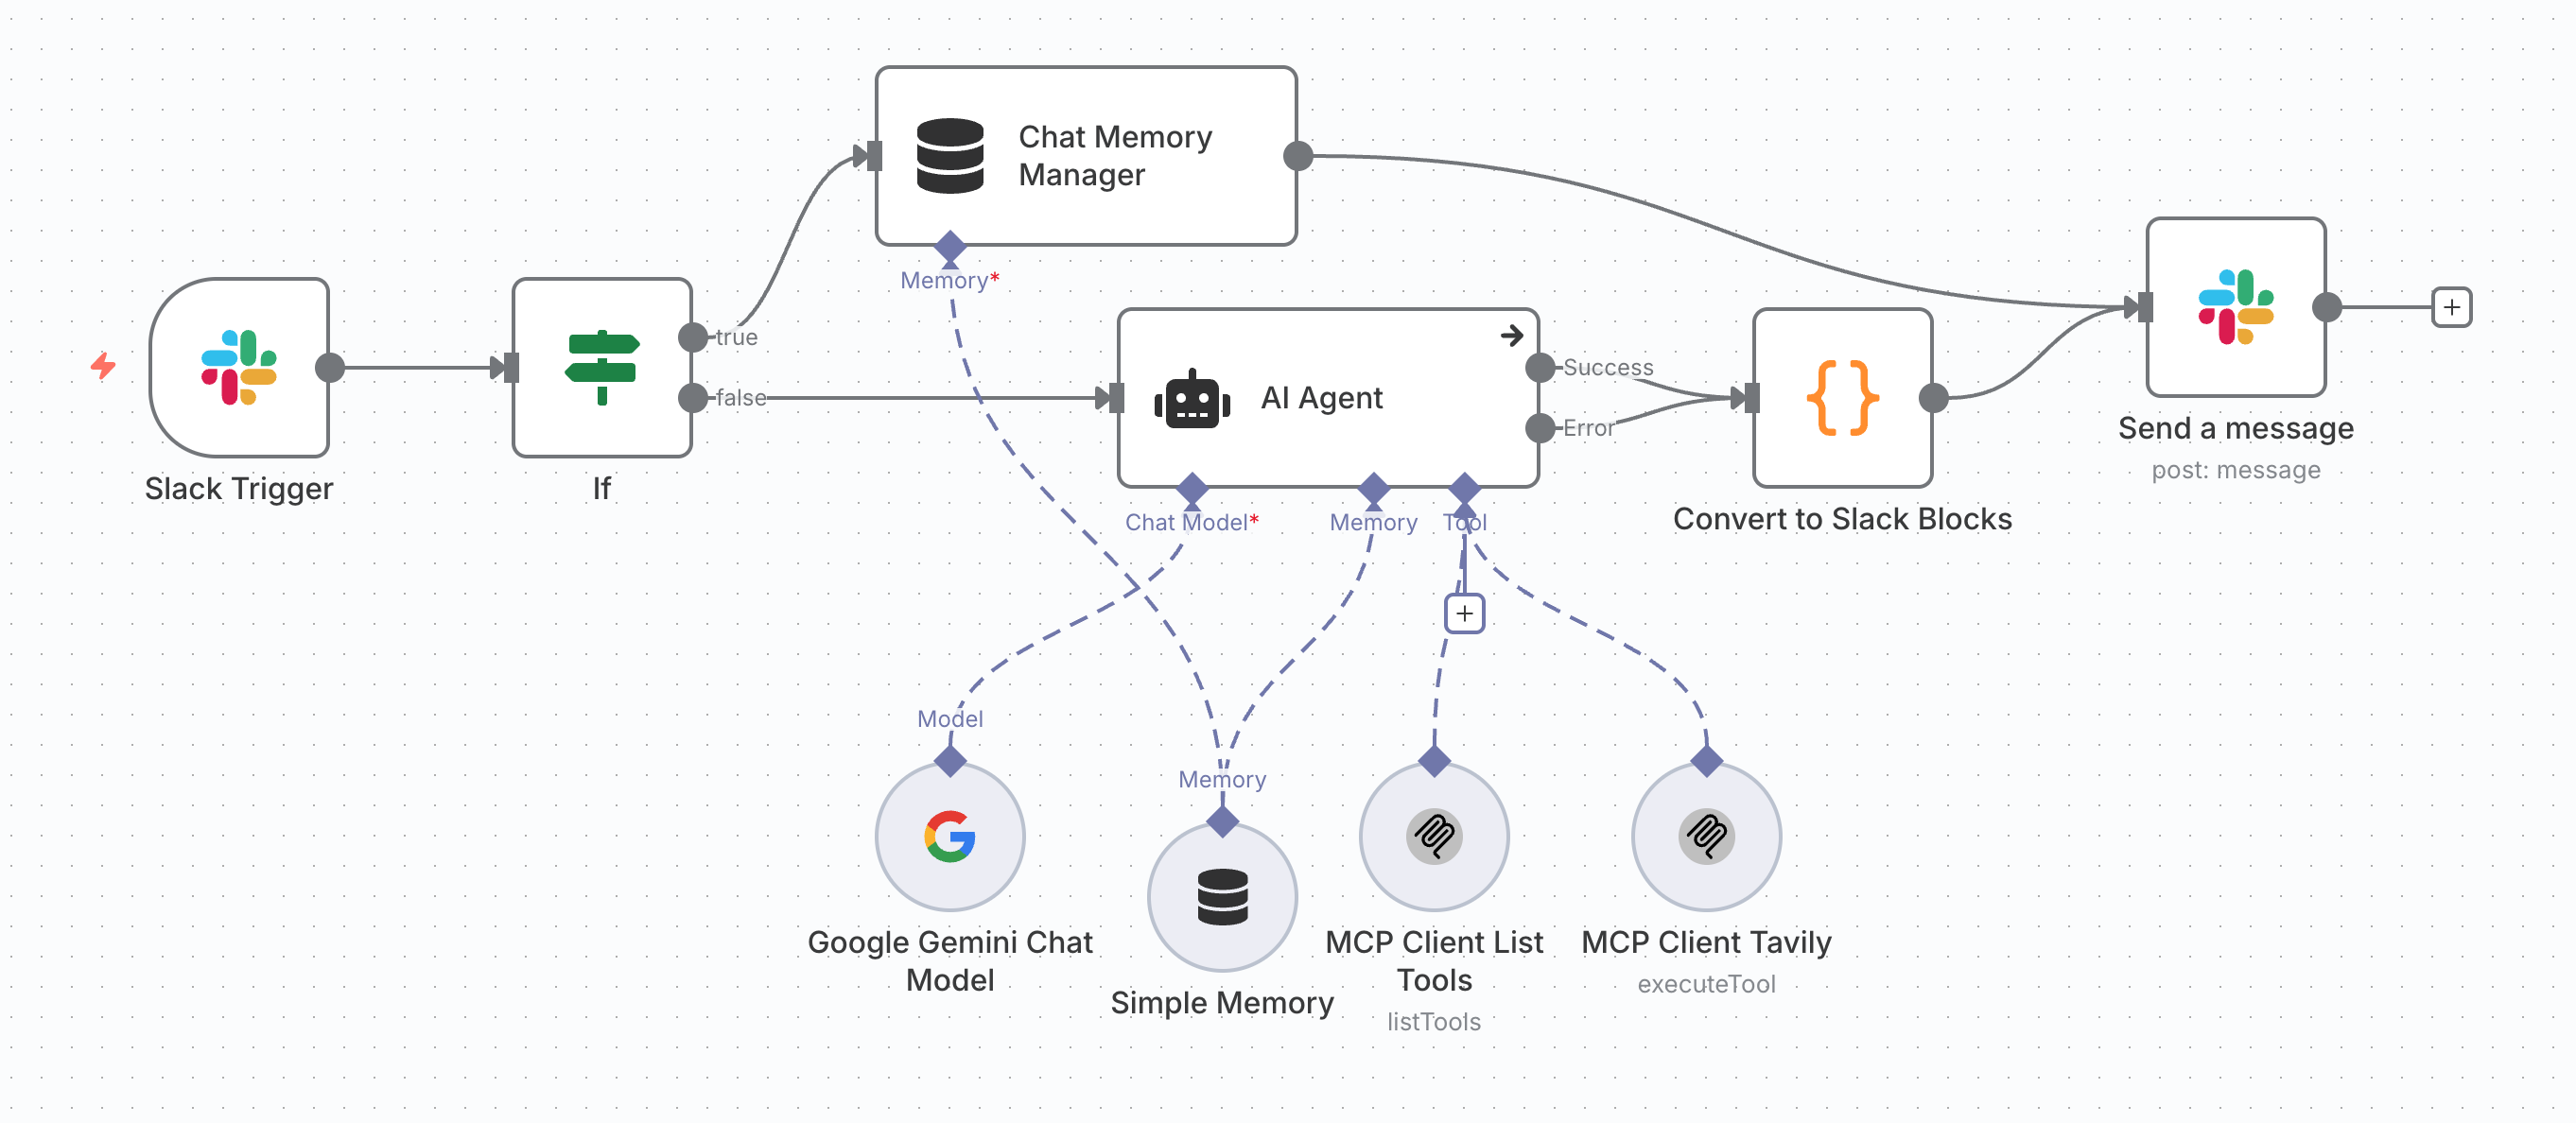 Chat Memory
Manager
Memory*
Slack Trigger
If
true
false
AI Agent
Success
Error
Chat Model*
Memory
Tool
Convert to Slack Blocks
Send a message
post: message
Model
Google Gemini Chat
Model
Memory
Simple Memory
MCP Client List
Tools
listTools
MCP Client Tavily
executeTool